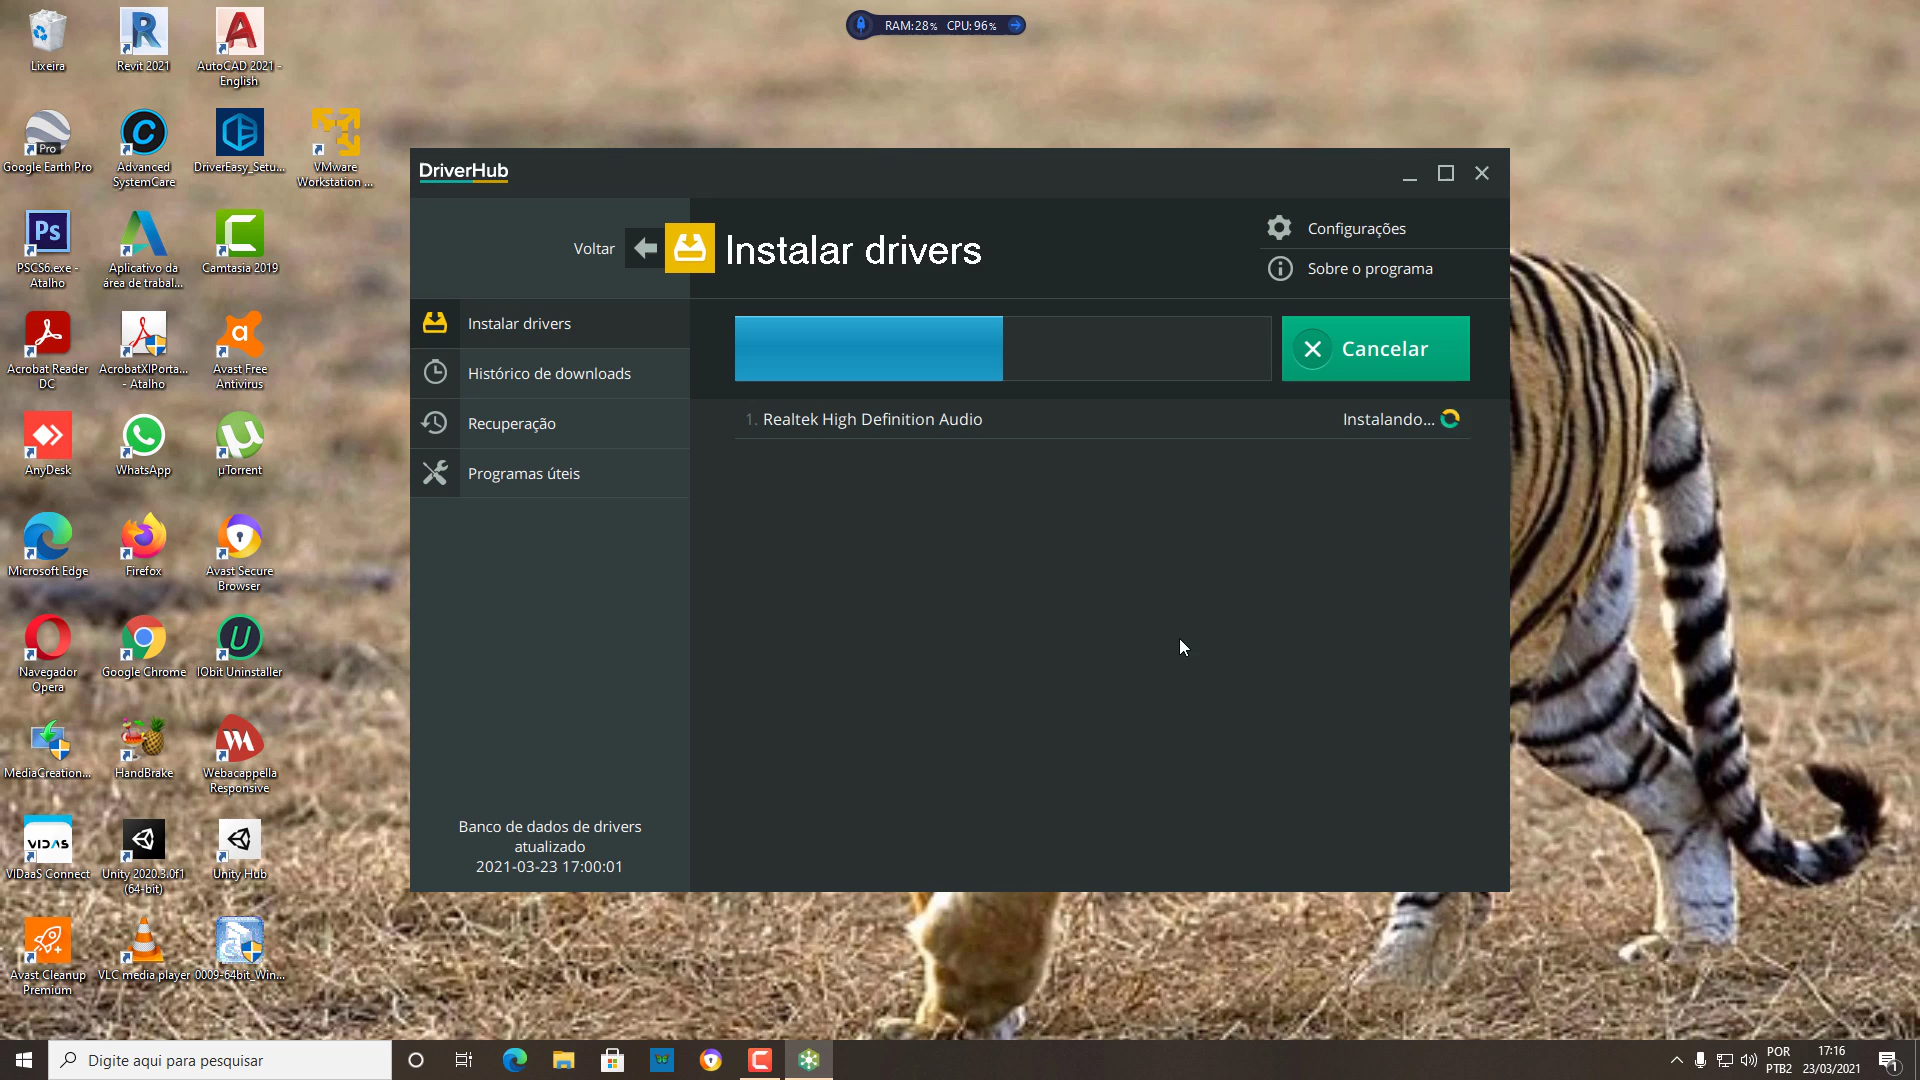 RAM:28% CPU:96%
Lixeira
Revit 2021
AutoCAD 2021 -
English
Pro
Google Earth Pro
Advanced
SystemCare
DriverEasy_Setu...
VMware
Workstation ...
Ps
PSCS6.exe -
Atalho
Aplicativo da
área de trabal...
Camtasia 2019
Acrobat Reader
DC
AcrobatXIPorta...
- Atalho
Avast Free
Antivirus
AnyDesk
WhatsApp
µTorrent
Microsoft Edge
Firefox
Avast Secure
Browser
Navegador
Opera
Google Chrome
IObit Uninstaller
MediaCreation...
HandBrake
Webacappella
Responsive
VIDAS
VIDaaS Connect
Unity 2020.3.0f1
(64-bit)
Unity Hub
Avast Cleanup
Premium
VLC media player
0009-64bit_Win...
DriverHub
Voltar
Instalar drivers
Configurações
Sobre o programa
Instalar drivers
Histórico de downloads
Recuperação
Programas úteis
Cancelar
1. Realtek High Definition Audio
Instalando...
Banco de dados de drivers
atualizado
2021-03-23 17:00:01
Digite aqui para pesquisar
POR
PTB2
17:16
23/03/2021
1